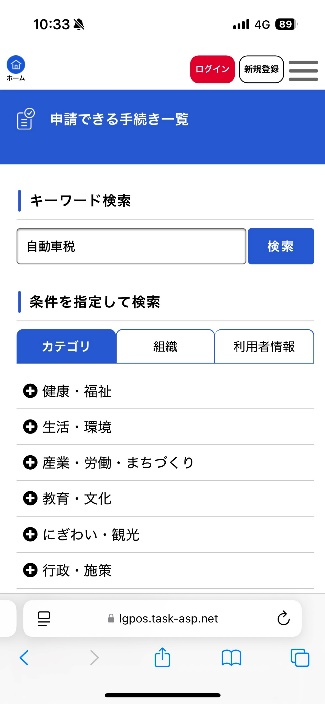 10:33
4G 89
ホーム
ログイン
新規登録
申請できる手続き一覧
キーワード検索
自動車税
検索
条件を指定して検索
カテゴリ
組織
利用者情報
健康・福祉
生活・環境
産業・労働・まちづくり
教育・文化
にぎわい・観光
行政・施策
lgpos.task-asp.net